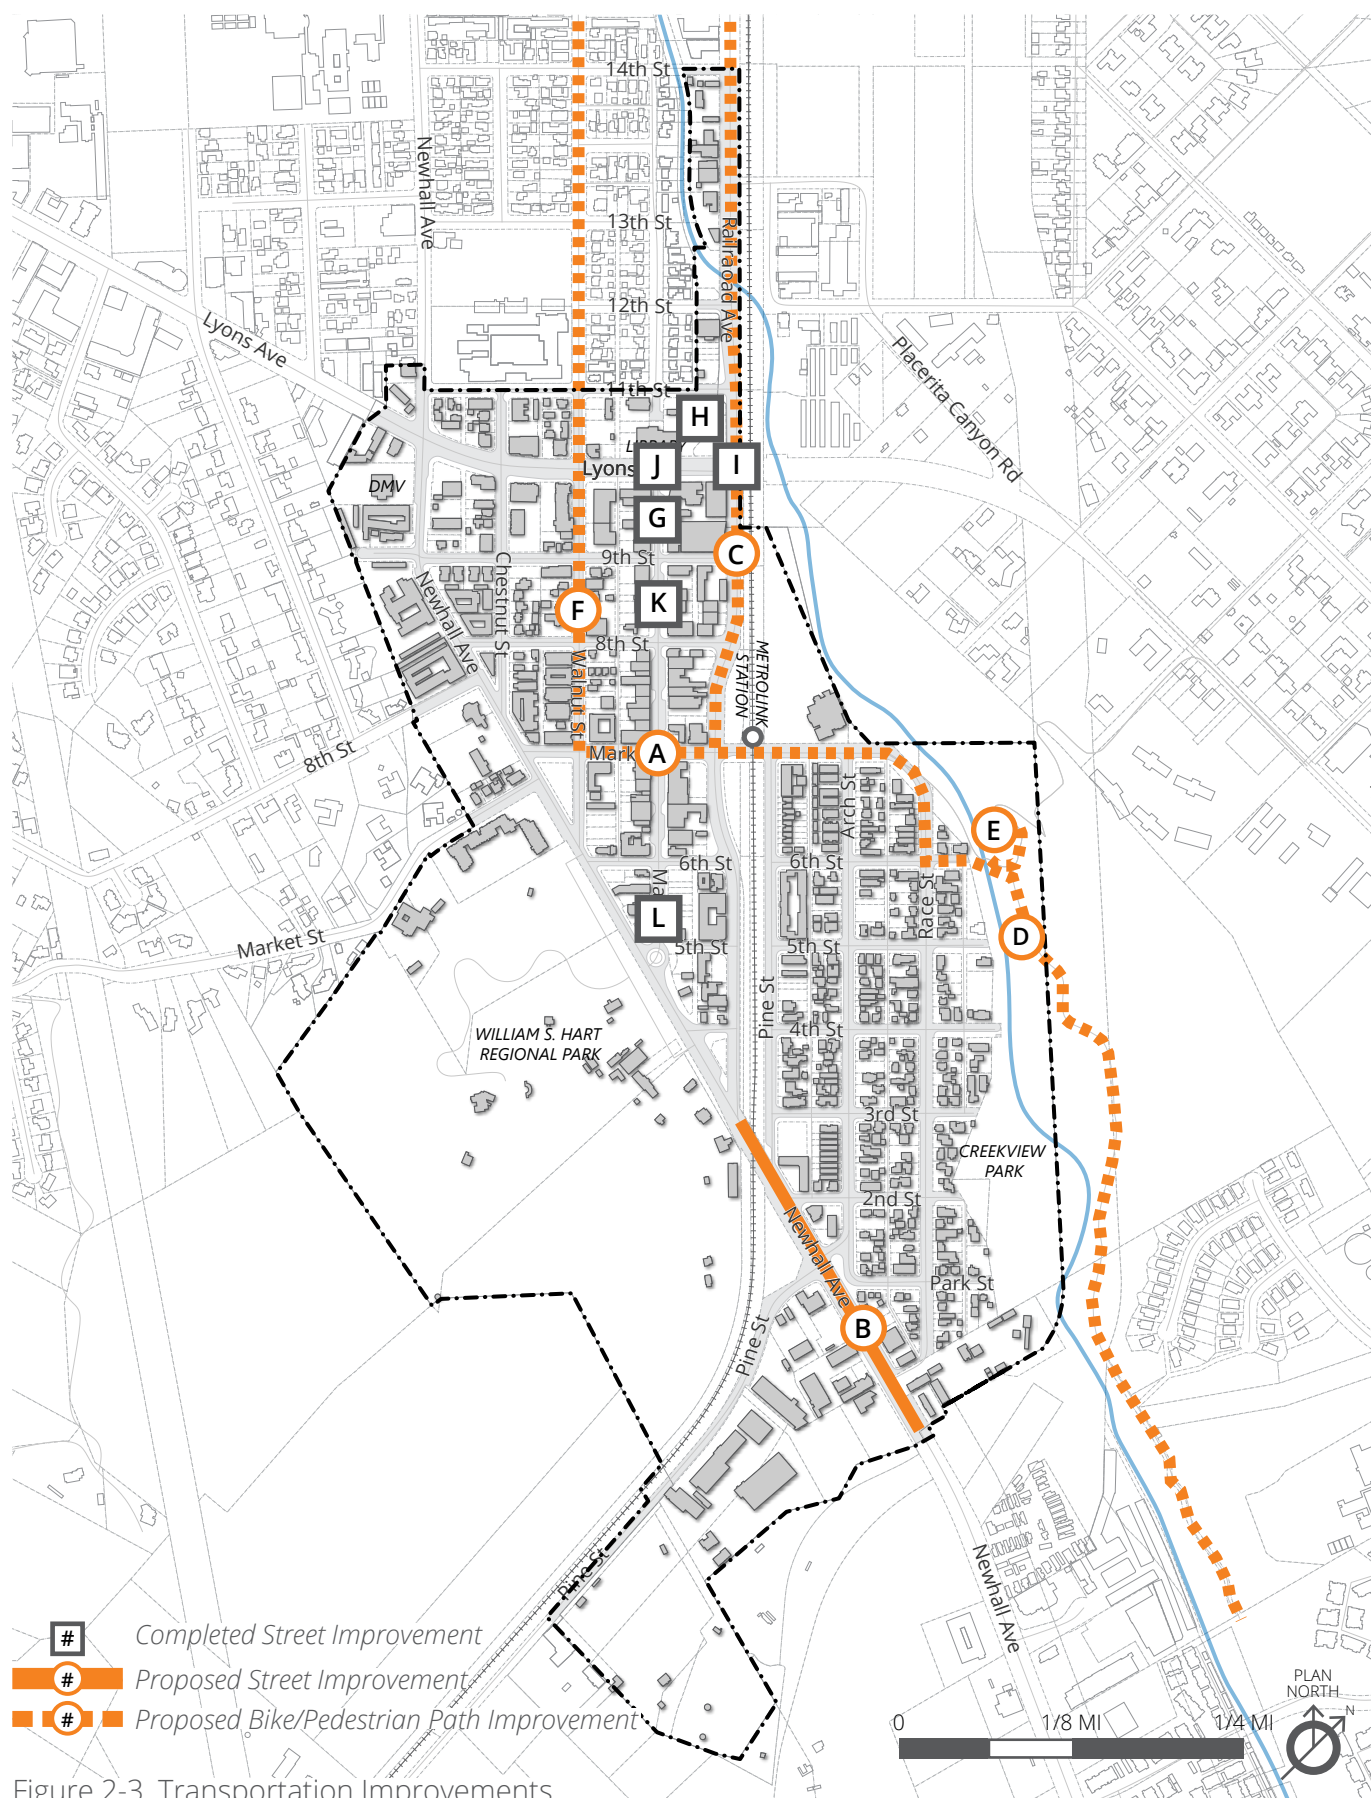 14th St
Newhall Ave
13th St
Railraoad Ave
12th St
Lyons Ave
Placerita Canyon Rd
11th St
H
LIBRARY
Lyons
J
I
DMV
G
C
9th St
Chestnut St
Newhall Ave
F
K
8th St
METROLINK
STATION
Walnut St
8th St
Mark
A
Arch St
E
6th St
6th St
Ma
Race St
L
D
Market St
5th St
5th St
Pine St
4th St
WILLIAM S. HART
REGIONAL PARK
3rd St
CREEKVIEW
PARK
2nd St
Newhall Ave
Park St
B
Pine St
Pine St
Newhall Ave
# Completed Street Improvement
# Proposed Street Improvement
# Proposed Bike/Pedestrian Path Improvement
PLAN
NORTH
N
0 1/8 MI 1/4 MI
Figure 2-3 Transportation Improvements